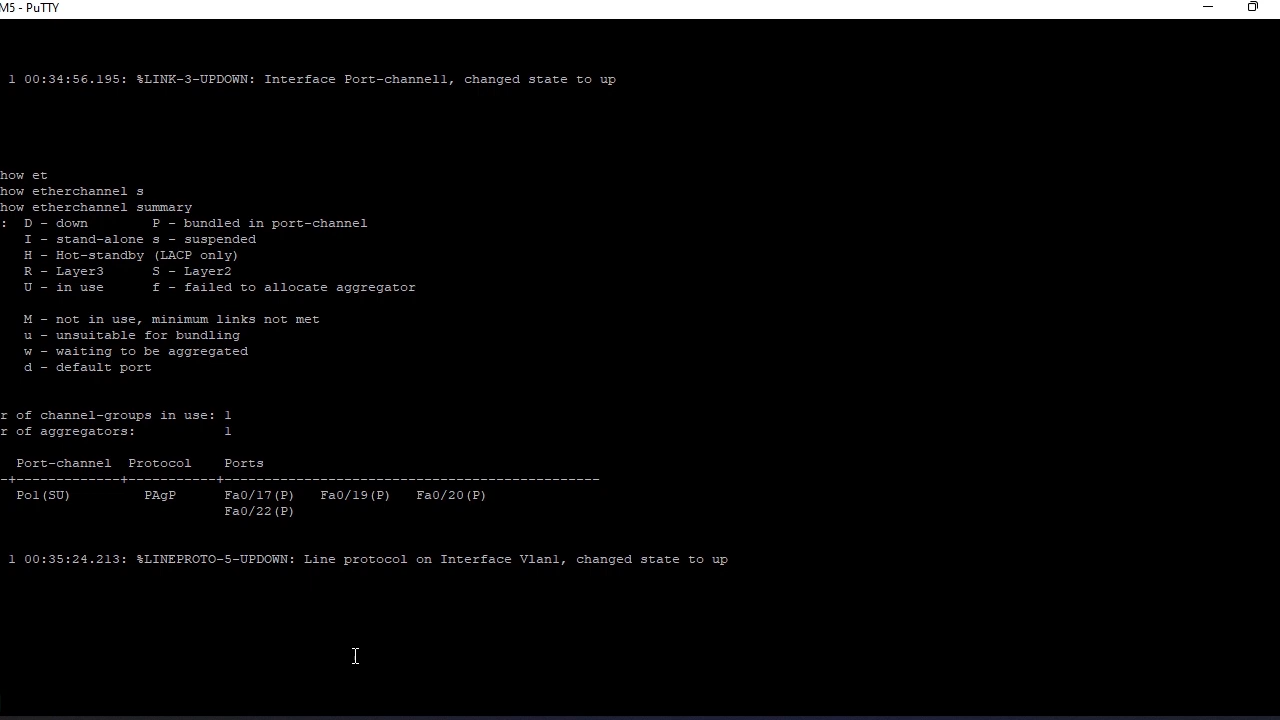 M5 - PuTTY
1 00:34:56.195: %LINK-3-UPDOWN: Interface Port-channel1, changed state to up
how et
how etherchannel s
how etherchannel summary
:  D - down        P - bundled in port-channel
I - stand-alone s - suspended
H - Hot-standby (LACP only)
R - Layer3      S - Layer2
U - in use      f - failed to allocate aggregator
M - not in use, minimum links not met
u - unsuitable for bundling
w - waiting to be aggregated
d - default port
r of channel-groups in use: 1
r of aggregators:           1
Port-channel  Protocol    Ports
-+-------------+-----------+-----------------------------------------------
Po1(SU)         PAgP      Fa0/17(P)   Fa0/19(P)   Fa0/20(P)
Fa0/22(P)
1 00:35:24.213: %LINEPROTO-5-UPDOWN: Line protocol on Interface Vlan1, changed state to up